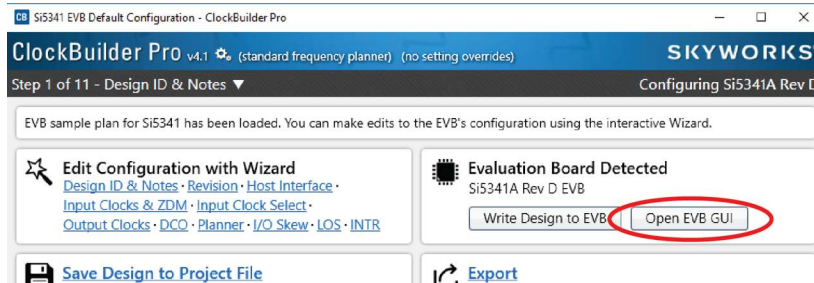 CB Si5341 EVB Default Configuration - ClockBuilder Pro
ClockBuilder Pro v4.1 (standard frequency planner) (no setting overrides) SKYWORKS
Step 1 of 11 - Design ID & Notes ▼ Configuring Si5341A Rev D
EVB sample plan for Si5341 has been loaded. You can make edits to the EVB's configuration using the interactive Wizard.
Edit Configuration with Wizard
Design ID & Notes · Revision · Host Interface ·
Input Clocks & ZDM · Input Clock Select ·
Output Clocks · DCO · Planner · I/O Skew · LOS · INTR
Evaluation Board Detected
Si5341A Rev D EVB
Write Design to EVB Open EVB GUI
Save Design to Project File
Export